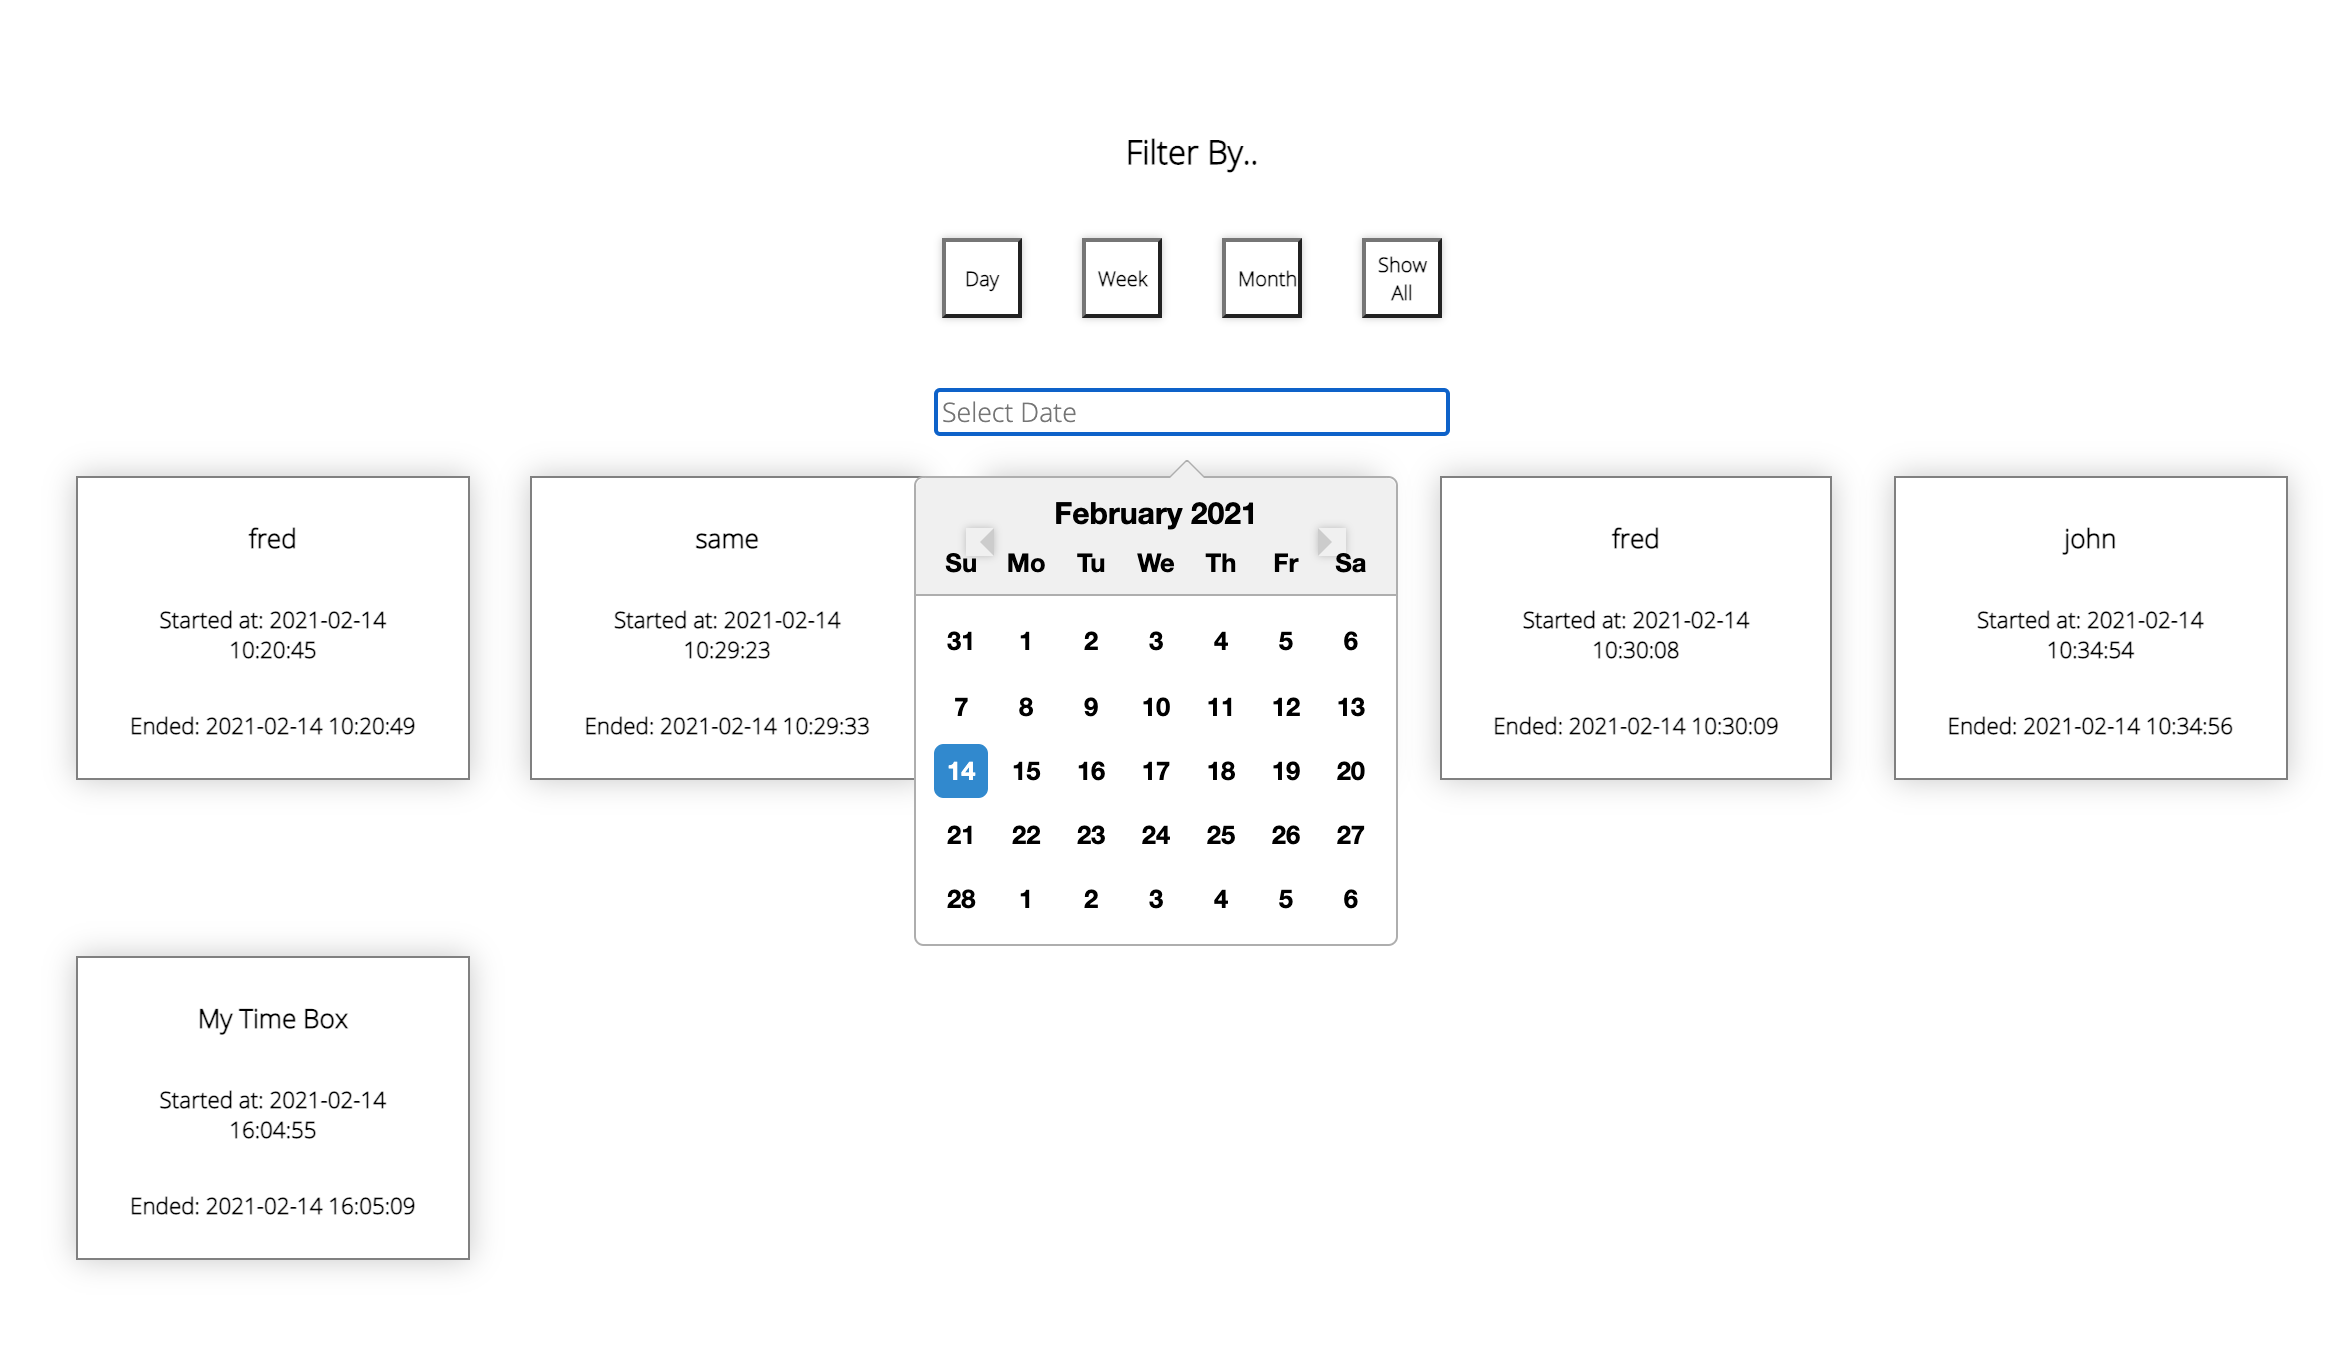 Filter By..
Day
Week
Month
Show
All
Select Date
fred
Started at: 2021-02-14
10:20:45
Ended: 2021-02-14 10:20:49
same
Started at: 2021-02-14
10:29:23
Ended: 2021-02-14 10:29:33
February 2021
Su Mo Tu We Th Fr Sa
31 1 2 3 4 5 6
7 8 9 10 11 12 13
14 15 16 17 18 19 20
21 22 23 24 25 26 27
28 1 2 3 4 5 6
fred
Started at: 2021-02-14
10:30:08
Ended: 2021-02-14 10:30:09
john
Started at: 2021-02-14
10:34:54
Ended: 2021-02-14 10:34:56
My Time Box
Started at: 2021-02-14
16:04:55
Ended: 2021-02-14 16:05:09